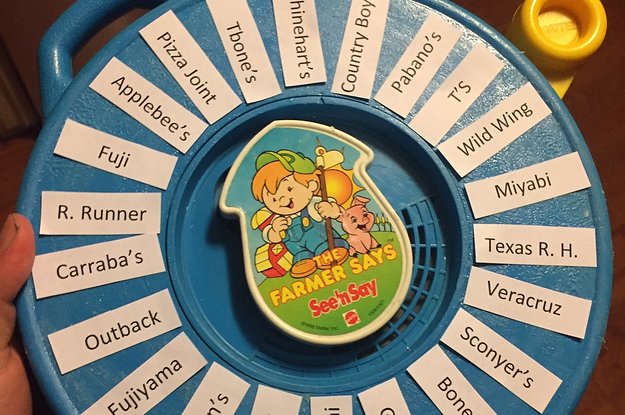 Pizza Joint
Tbone's
hinehart's
Country Boy
Pabano's
T'S
Wild Wing
Miyabi
Texas R. H.
Veracruz
Sconyer's
Bone
Fujiyama
Outback
Carraba's
R. Runner
Fuji
Applebee's
THE
FARMER SAYS
See 'n Say